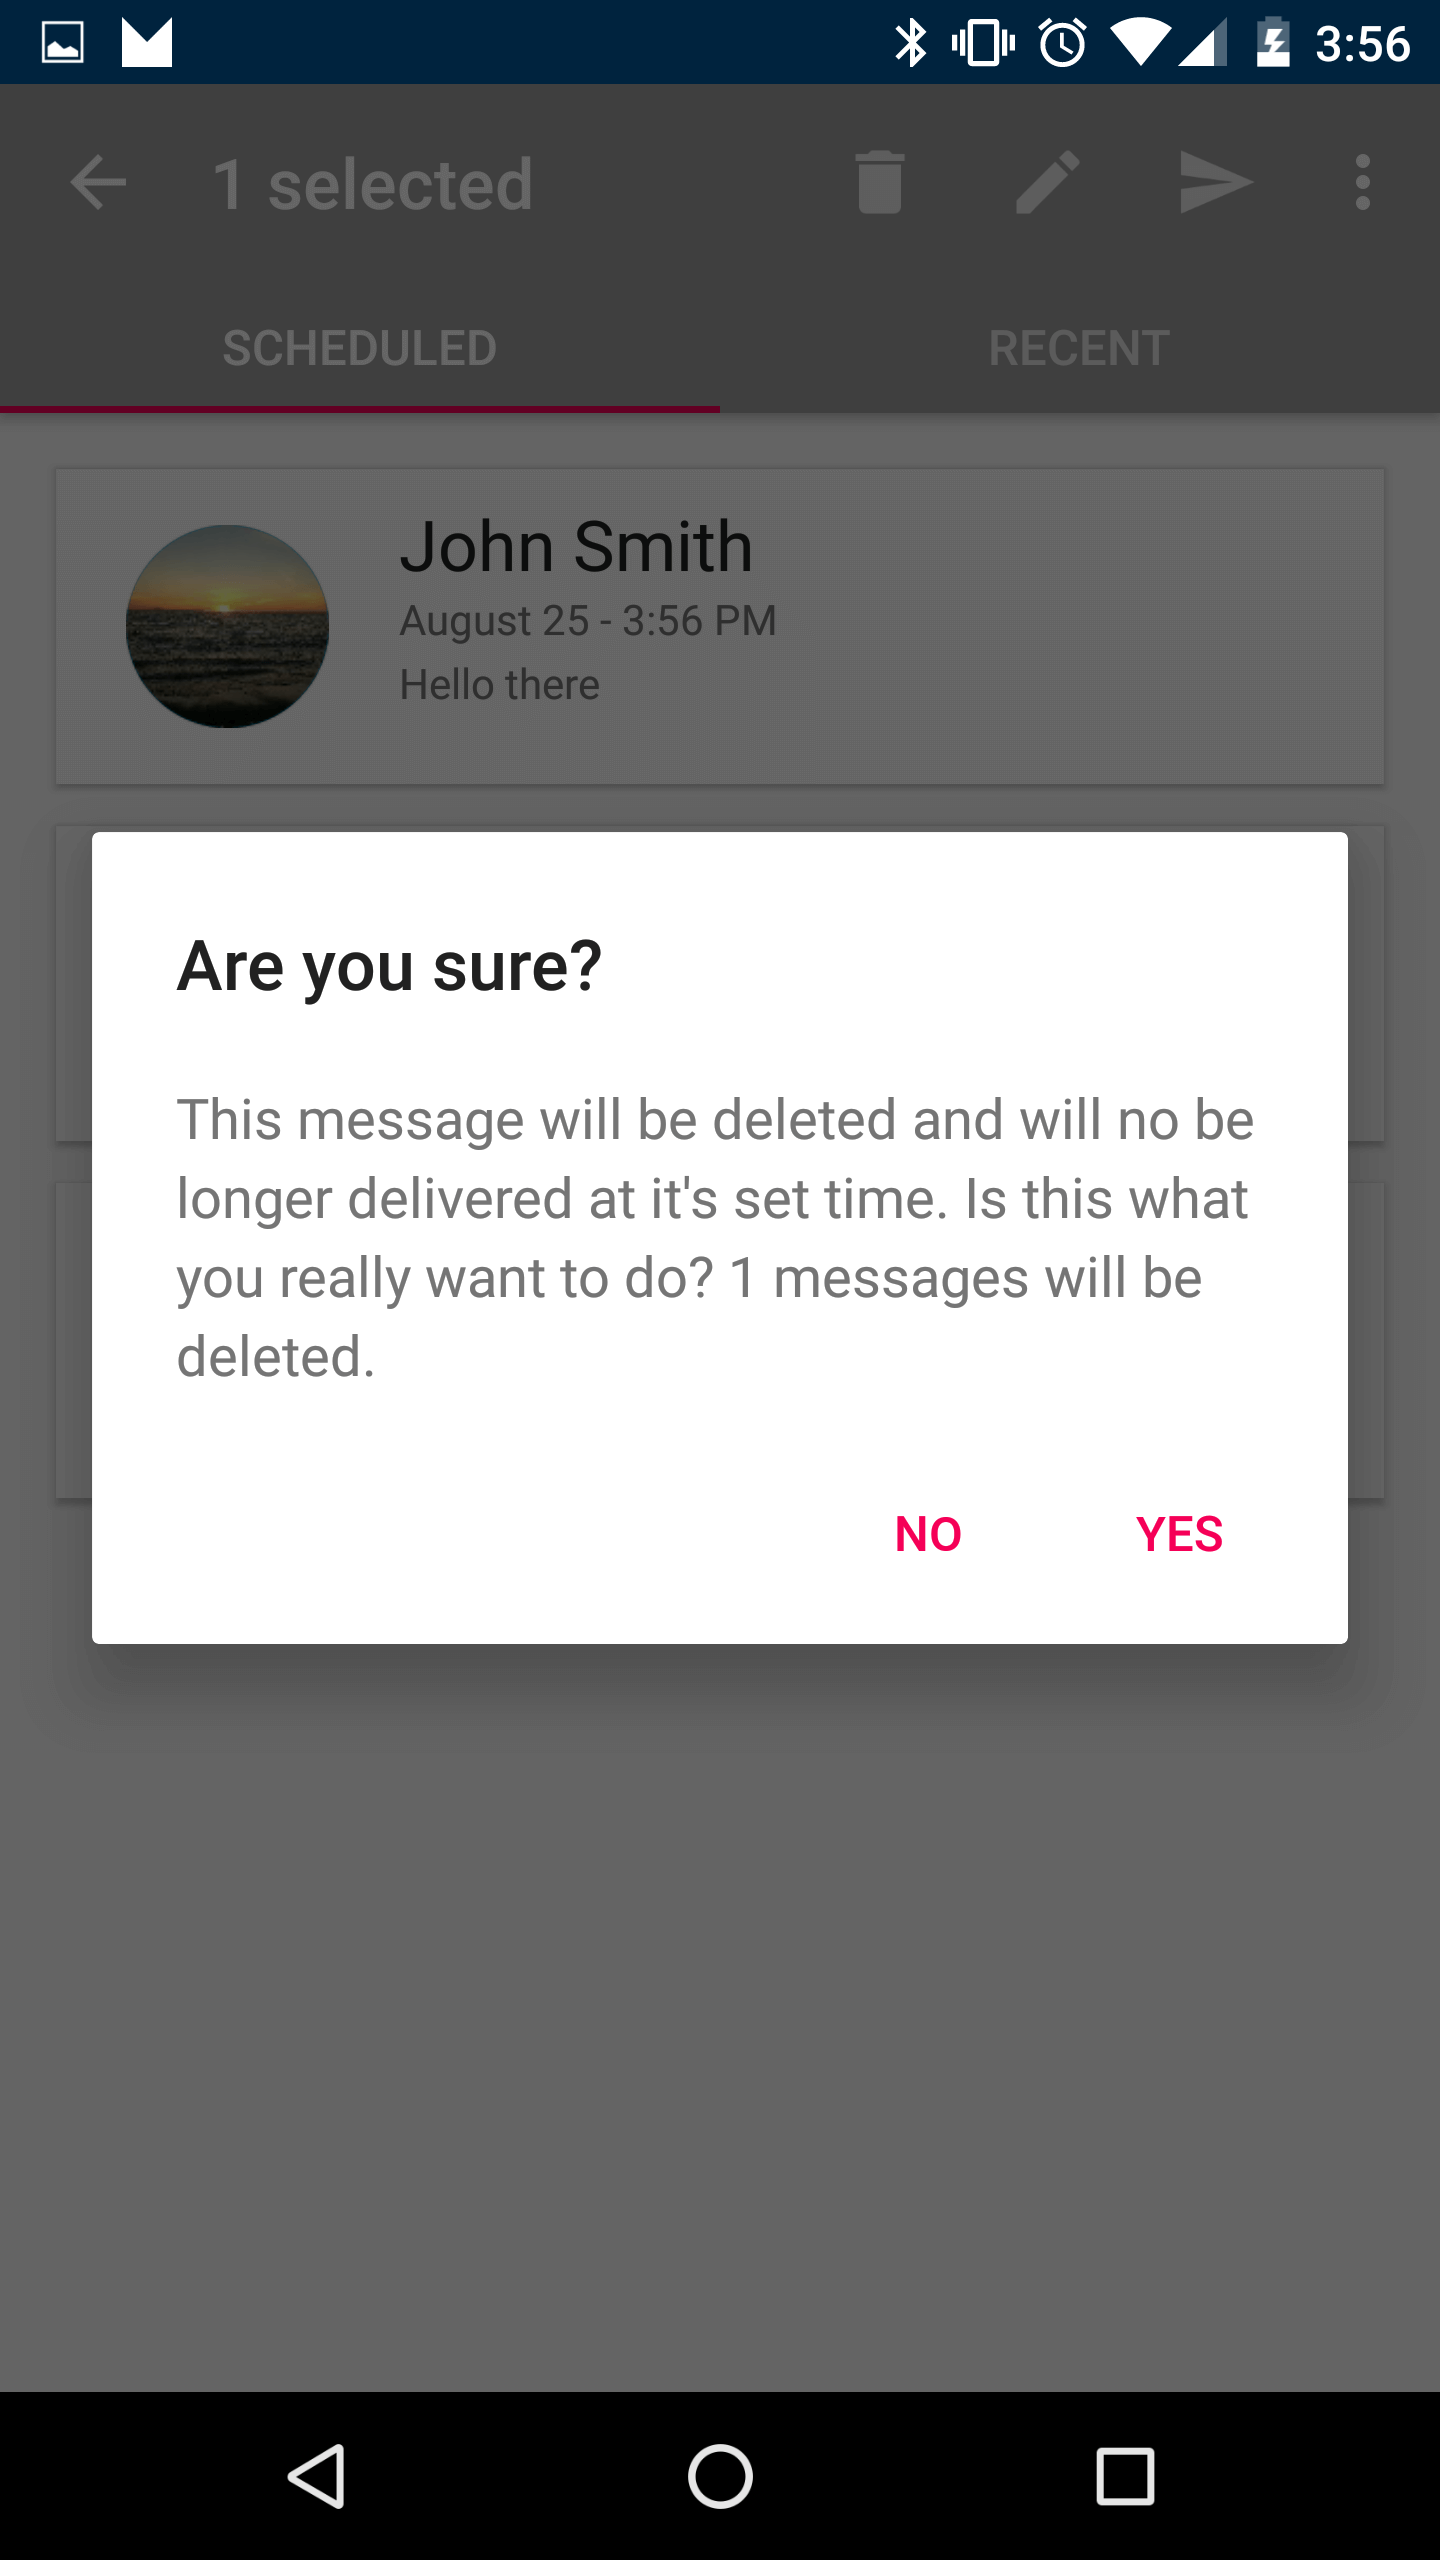 3:56
1 selected
SCHEDULED
RECENT
John Smith
August 25 - 3:56 PM
Hello there
Are you sure?
This message will be deleted and will no be
longer delivered at it's set time. Is this what
you really want to do? 1 messages will be
deleted.
NO
YES